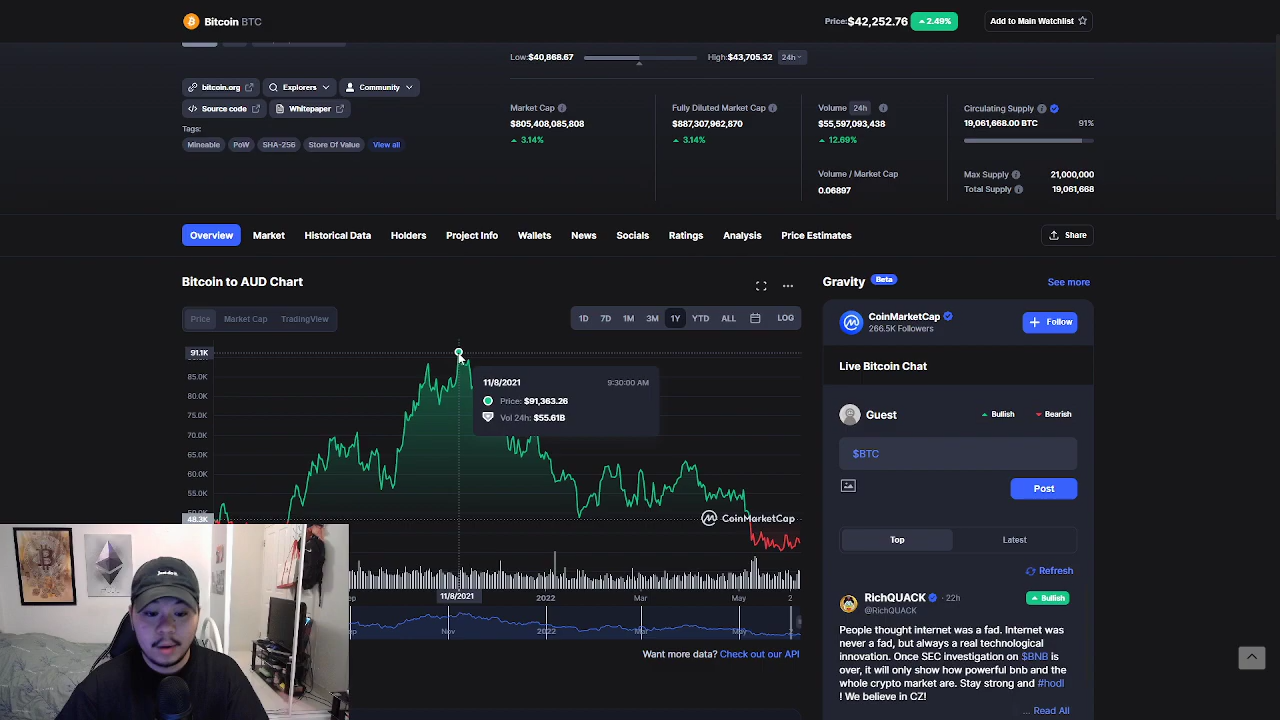 Bitcoin BTC
Price:$42,252.76 2.49%
Add to Main Watchlist
Low:$40,868.67 High:$43,705.32 24h
bitcoin.org Explorers Community
Source code Whitepaper
Tags:
Mineable PoW SHA-256 Store Of Value View all
Market Cap
$805,408,085,808
3.14%
Fully Diluted Market Cap
$887,307,962,870
3.14%
Volume 24h
$55,597,093,438
12.69%
Volume / Market Cap
0.06897
Circulating Supply
19,061,668.00 BTC 91%
Max Supply 21,000,000
Total Supply 19,061,668
Overview Market Historical Data Holders Project Info Wallets News Socials Ratings Analysis Price Estimates Share
Bitcoin to AUD Chart
Price Market Cap TradingView
1D 7D 1M 3M 1Y YTD ALL LOG
91.1K
85.0K
80.0K
75.0K
70.0K
65.0K
60.0K
55.0K
48.3K
11/8/2021 9:30:00 AM
Price: $91,363.26
Vol 24h: $55.61B
CoinMarketCap
11/8/2021 2022 Mar May 2
Nov 2022 Mar May
Want more data? Check out our API
Gravity Beta See more
CoinMarketCap
266.5K Followers
Follow
Live Bitcoin Chat
Guest Bullish Bearish
$BTC
Post
Top Latest
Refresh
RichQUACK · 22h Bullish
@RichQUACK
People thought internet was a fad. Internet was
never a fad, but always a real technological
innovation. Once SEC investigation on $BNB is
over, it will only show how powerful bnb and the
whole crypto market are. Stay strong and #hodl
! We believe in CZ!
... Read All